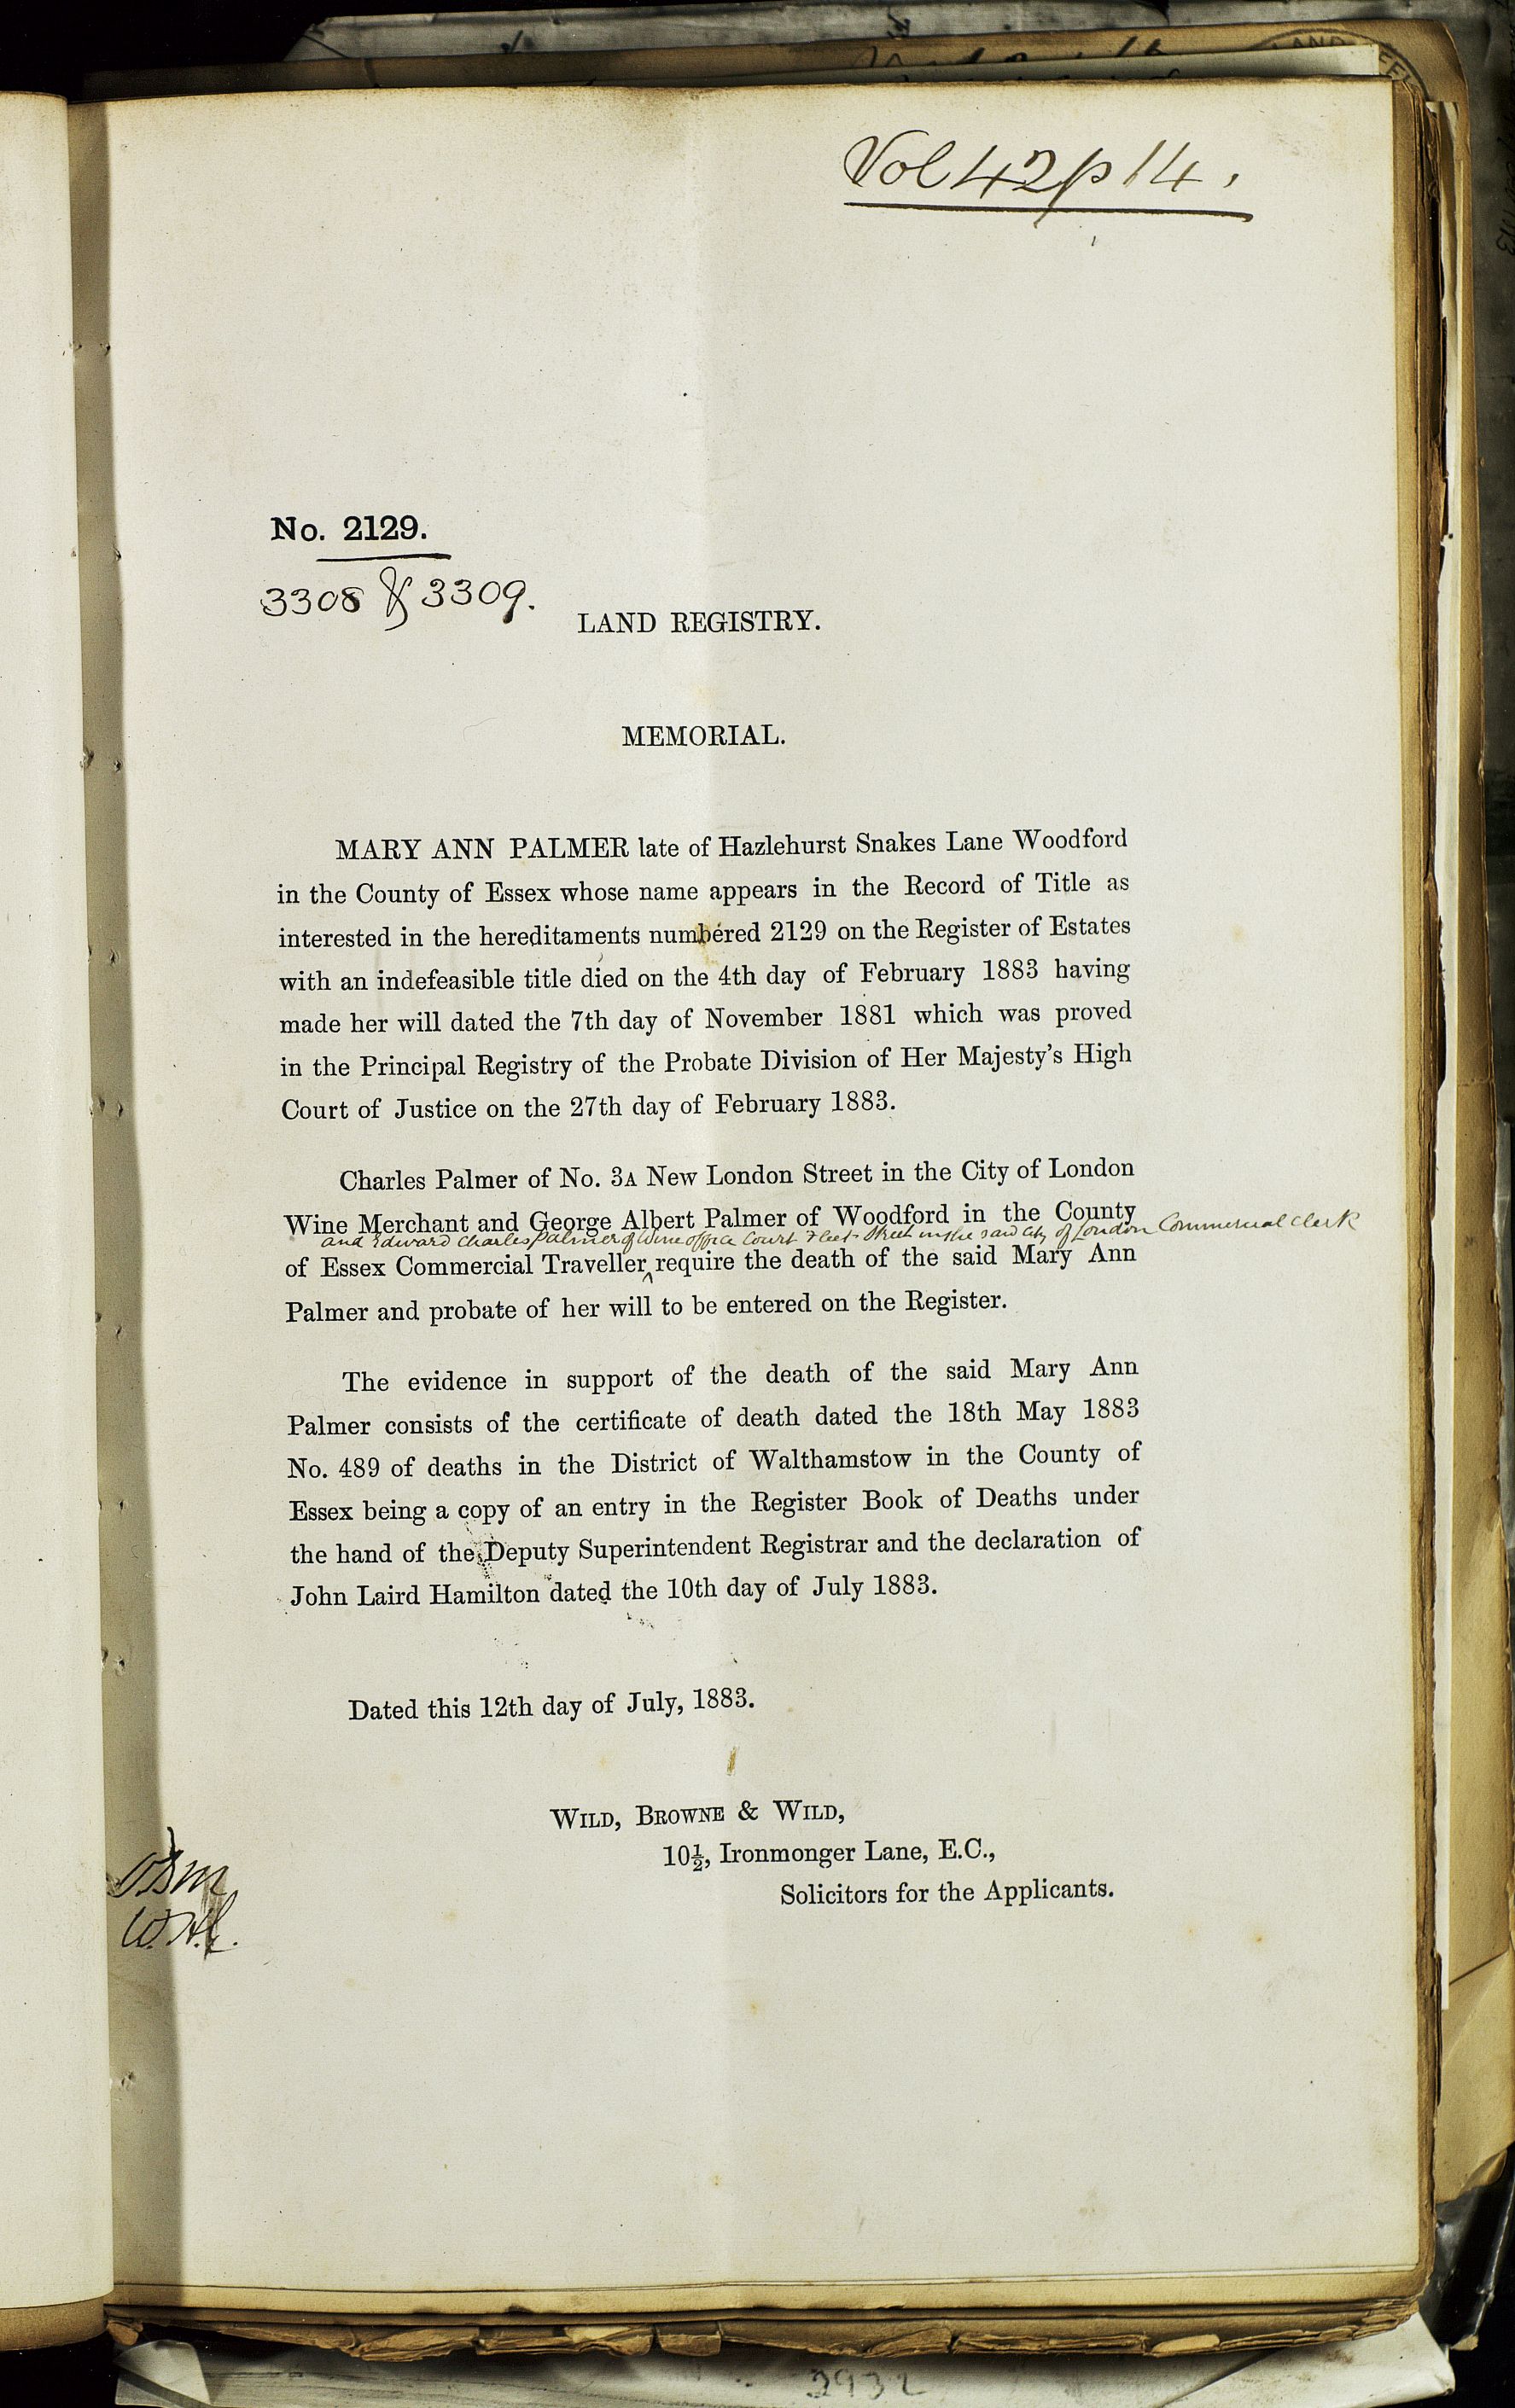 Vol 42 p 14.
No. 2129.
3308 & 3309.
LAND REGISTRY.
MEMORIAL.
MARY ANN PALMER late of Hazlehurst Snakes Lane Woodford
in the County of Essex whose name appears in the Record of Title as
interested in the hereditaments numbered 2129 on the Register of Estates
with an indefeasible title died on the 4th day of February 1883 having
made her will dated the 7th day of November 1881 which was proved
in the Principal Registry of the Probate Division of Her Majesty's High
Court of Justice on the 27th day of February 1883.
Charles Palmer of No. 3A New London Street in the City of London
Wine Merchant and George Albert Palmer of Woodford in the County
and Edward Charles Palmer of Wine office Court Fleet Street in the said City of London Commercial Clerk
of Essex Commercial Traveller ^ require the death of the said Mary Ann
Palmer and probate of her will to be entered on the Register.
The evidence in support of the death of the said Mary Ann
Palmer consists of the certificate of death dated the 18th May 1883
No. 489 of deaths in the District of Walthamstow in the County of
Essex being a copy of an entry in the Register Book of Deaths under
the hand of the Deputy Superintendent Registrar and the declaration of
John Laird Hamilton dated the 10th day of July 1883.
Dated this 12th day of July, 1883.
WILD, BROWNE & WILD,
10½, Ironmonger Lane, E.C.,
Solicitors for the Applicants.
2932